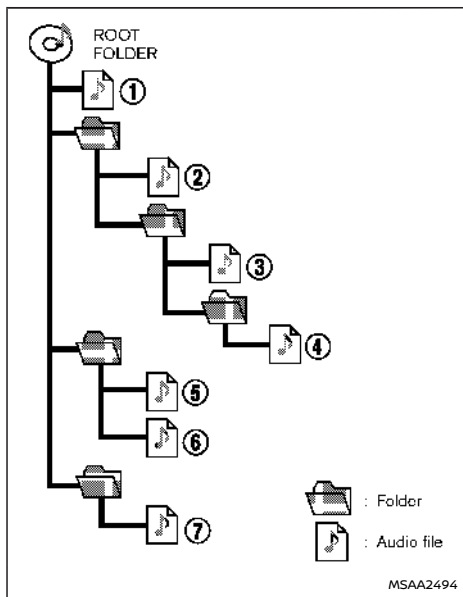 ROOT
FOLDER
①
②
③
④
⑤
⑥
⑦
: Folder
: Audio file
MSAA2494